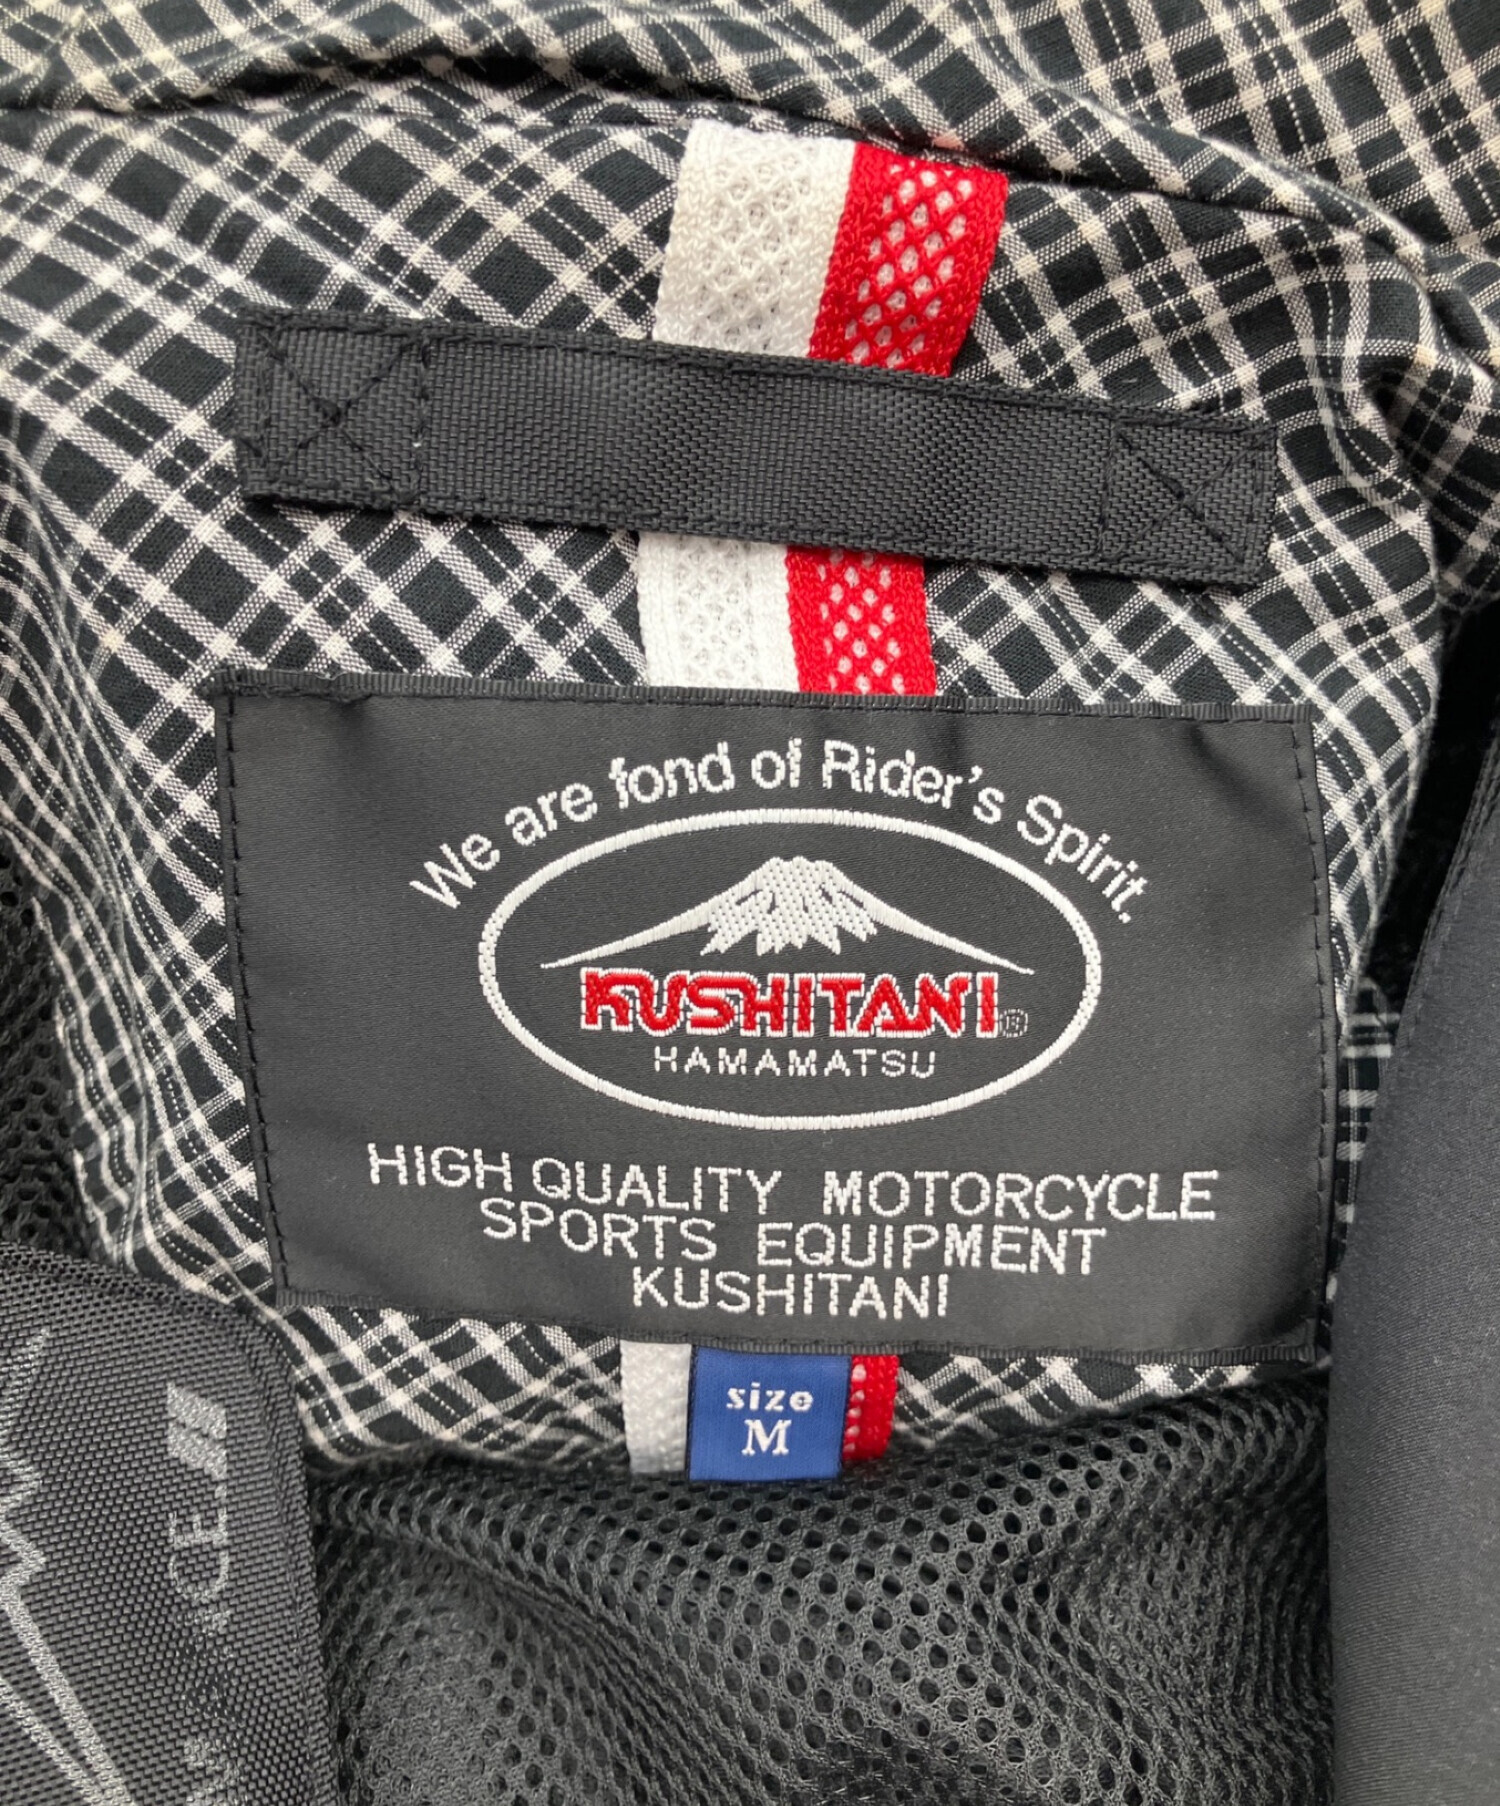 We are fond of Rider's Spirit.
KUSHITANI®
HAMAMATSU
HIGH QUALITY MOTORCYCLE
SPORTS EQUIPMENT
KUSHITANI
size
M